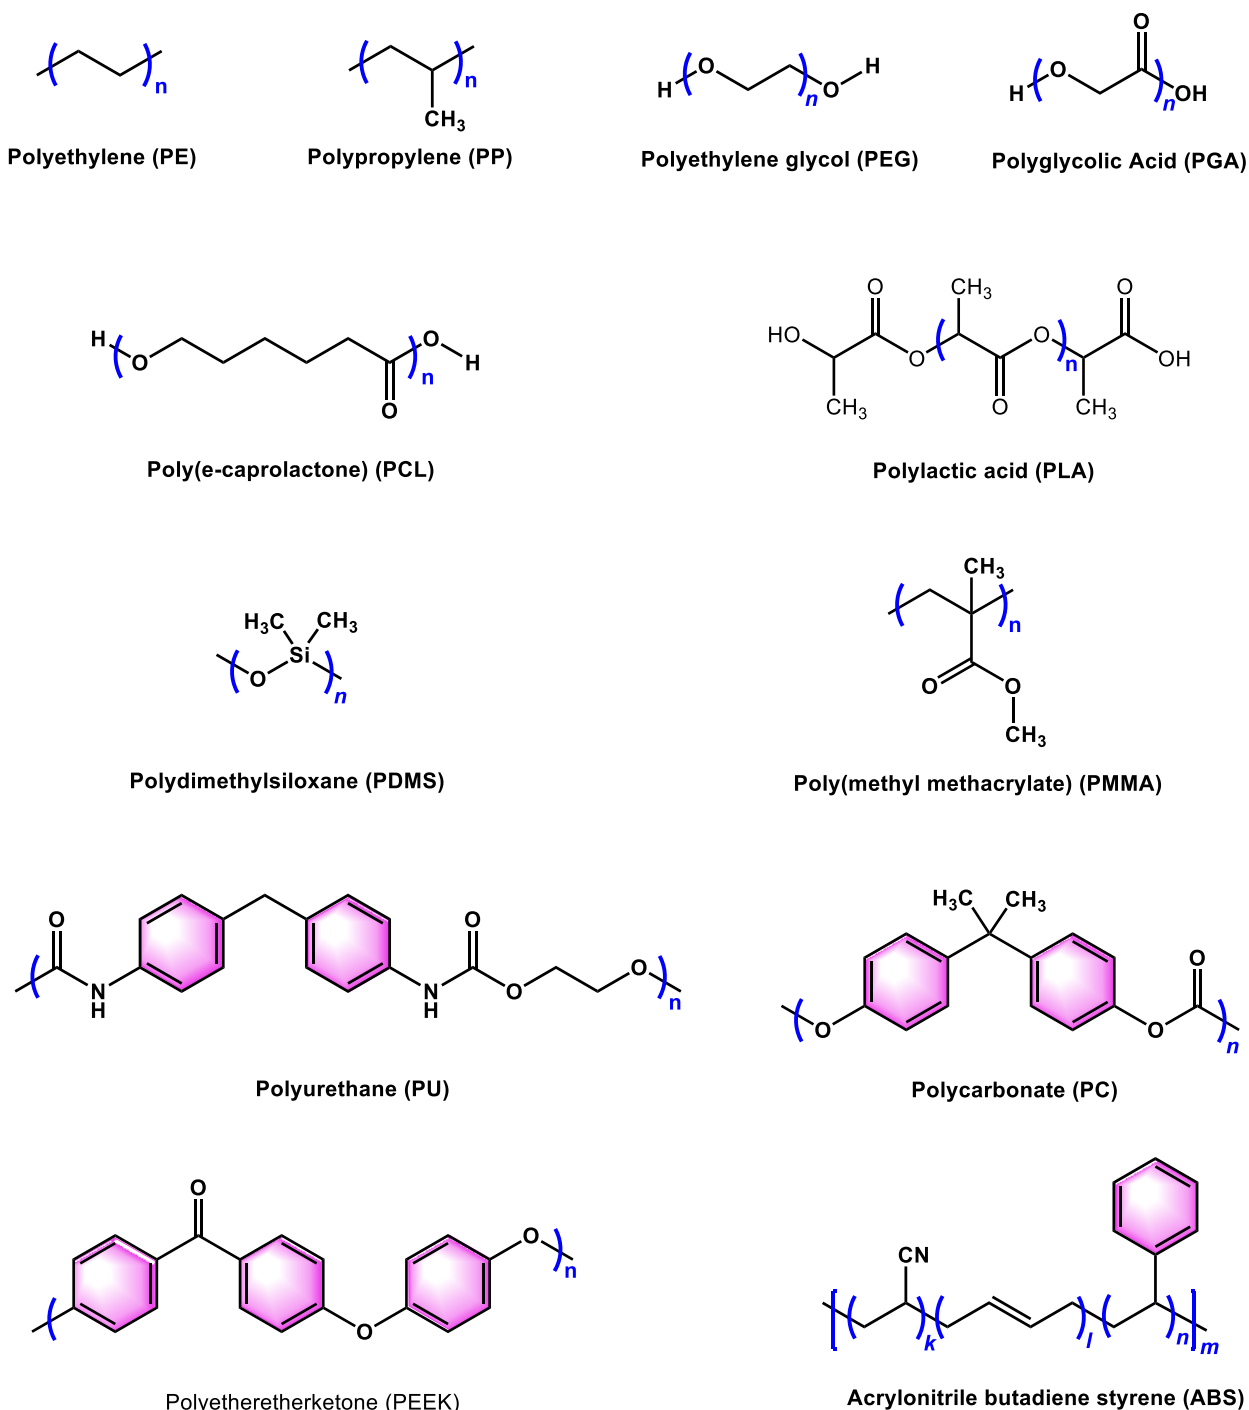 n
n
CH3
H
O
O
H
n
O
H
O
OH
n
Polyethylene (PE)
Polypropylene (PP)
Polyethylene glycol (PEG)
Polyglycolic Acid (PGA)
H
O
O
O
H
n
O
CH3
O
HO
O
O
OH
n
CH3
O
CH3
Poly(e-caprolactone) (PCL)
Polylactic acid (PLA)
H3C
CH3
Si
O
n
CH3
n
O
O
CH3
Polydimethylsiloxane (PDMS)
Poly(methyl methacrylate) (PMMA)
O
N
H
O
N
H
O
O
n
H3C
CH3
O
O
O
n
Polyurethane (PU)
Polycarbonate (PC)
O
O
O
n
CN
k
l
n
m
Polvetheretherketone (PEEK)
Acrylonitrile butadiene styrene (ABS)